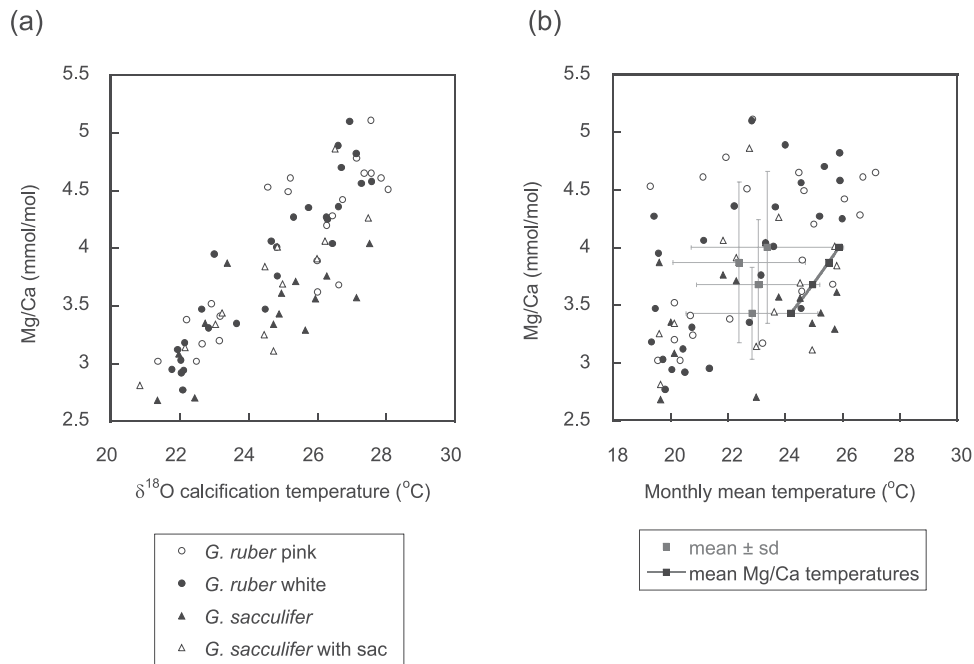 (a)
(b)
5.5
5
4.5
4
3.5
3
2.5
Mg/Ca (mmol/mol)
20 22 24 26 28 30
δ18O calcification temperature (oC)
5.5
5
4.5
4
3.5
3
2.5
Mg/Ca (mmol/mol)
18 20 22 24 26 28 30
Monthly mean temperature (oC)
G. ruber pink
G. ruber white
G. sacculifer
G. sacculifer with sac
mean ± sd
mean Mg/Ca temperatures